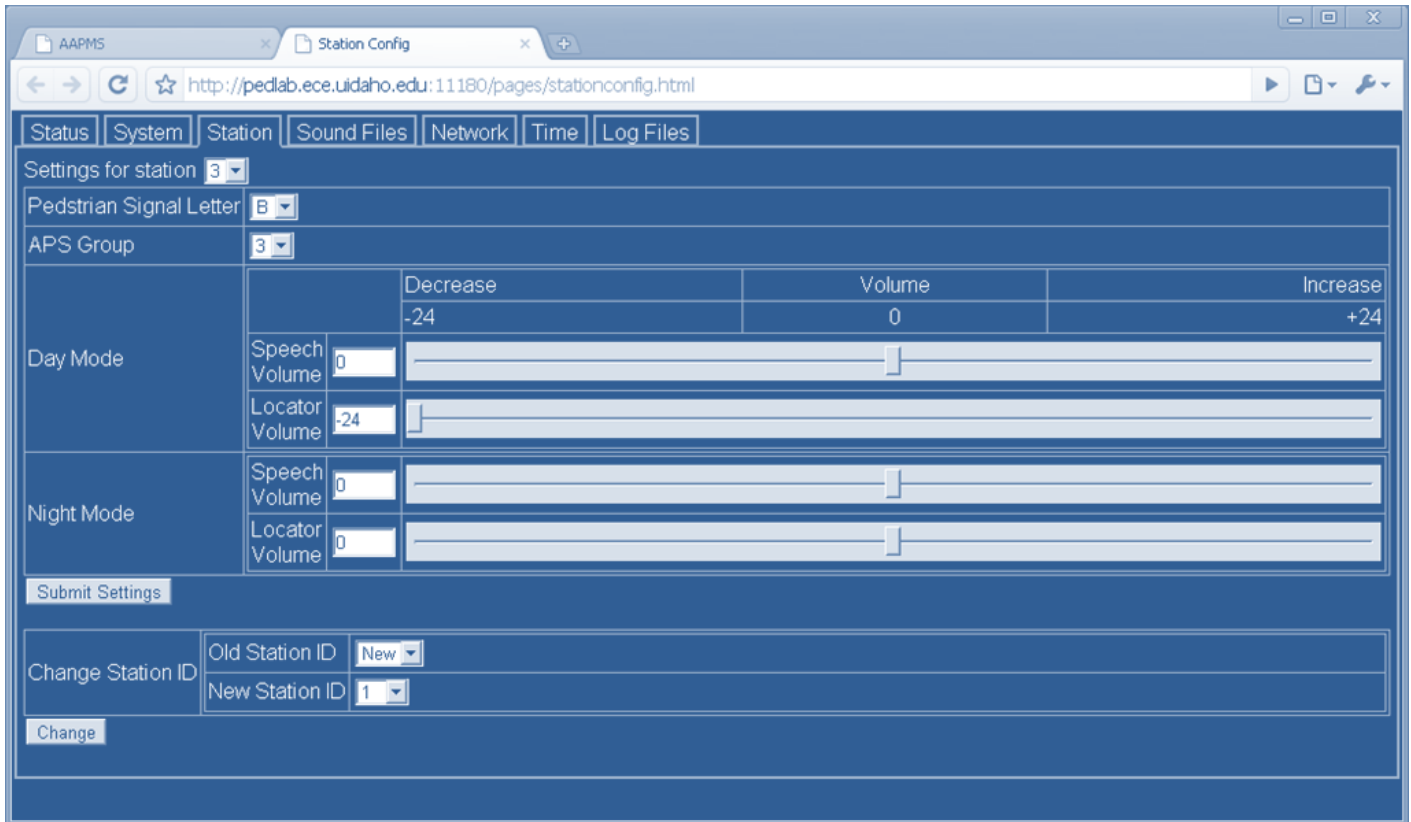 AAPMS
Station Config
http://pedlab.ece.uidaho.edu:11180/pages/stationconfig.html
Status System Station Sound Files Network Time Log Files
Settings for station 3
Pedstrian Signal Letter B
APS Group 3
Decrease Volume Increase
-24 0 +24
Day Mode
Speech Volume 0
Locator Volume -24
Night Mode
Speech Volume 0
Locator Volume 0
Submit Settings
Change Station ID
Old Station ID New
New Station ID 1
Change